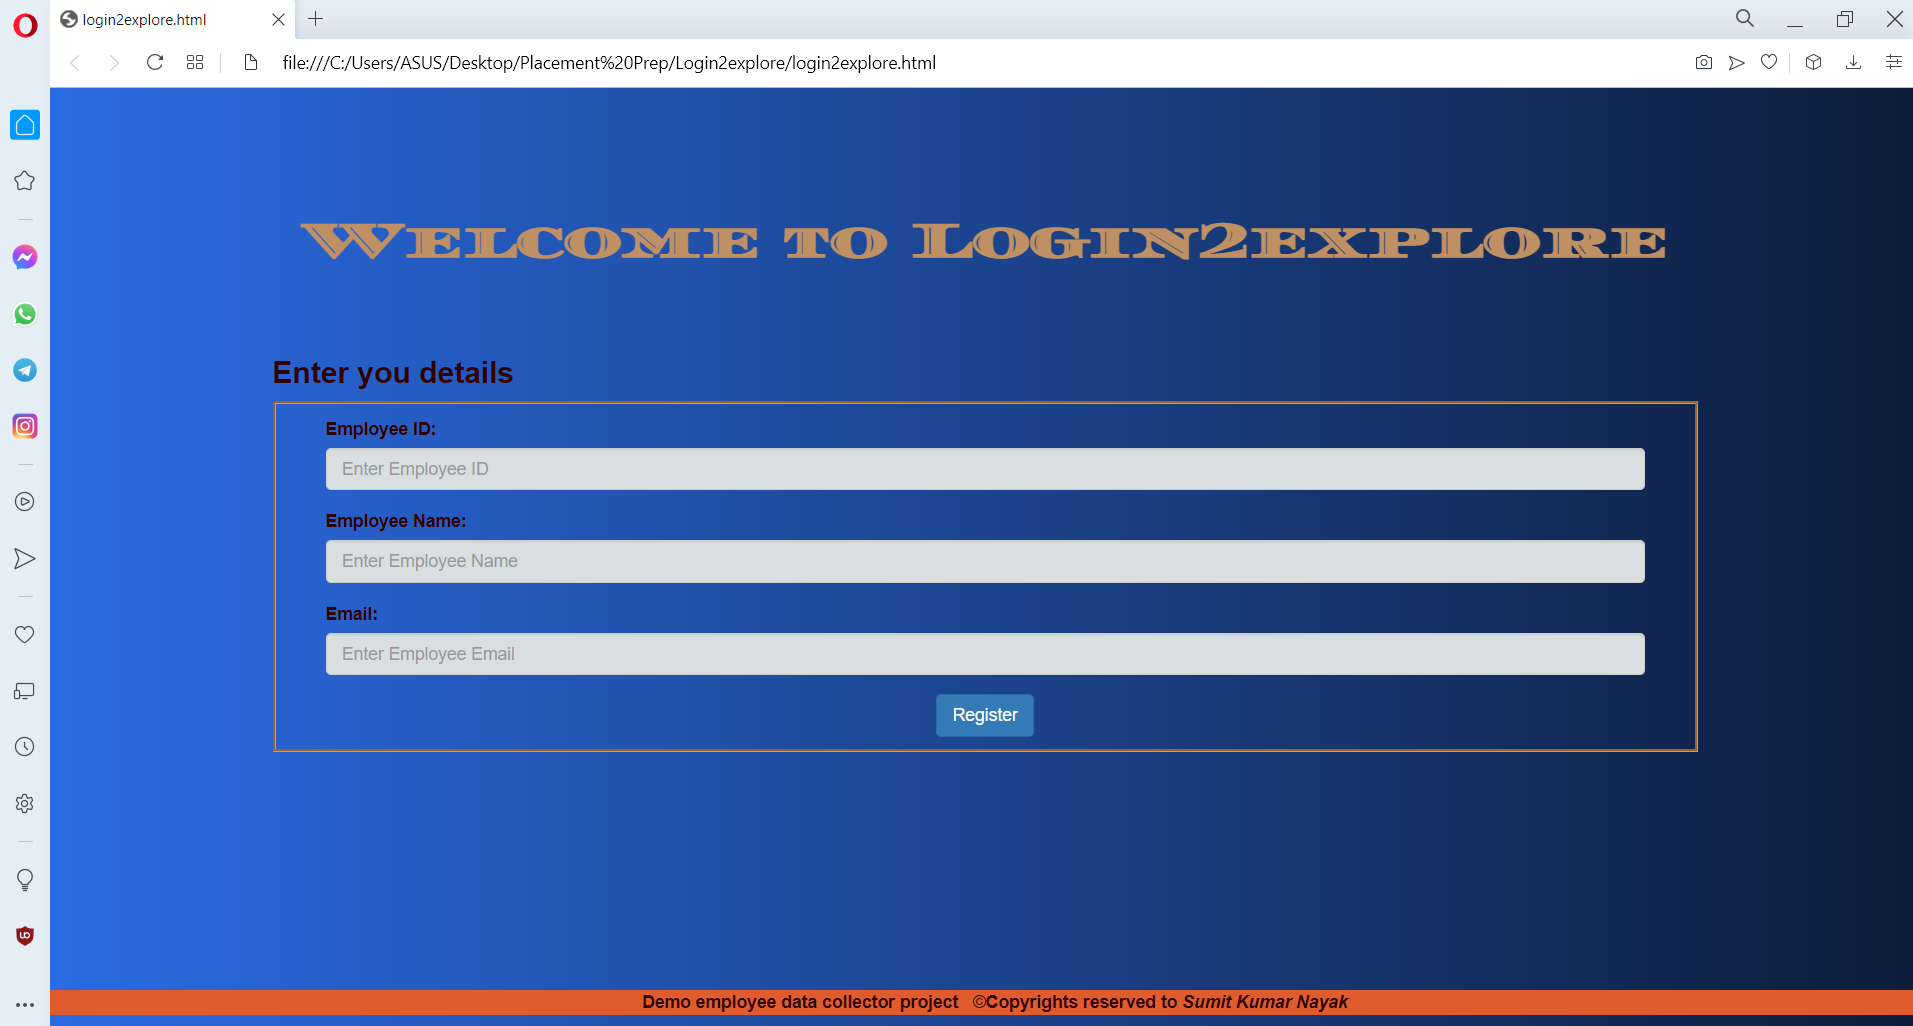 login2explore.html
file:///C:/Users/ASUS/Desktop/Placement%20Prep/Login2explore/login2explore.html
Welcome to Login2explore
Enter you details
Employee ID:
Enter Employee ID
Employee Name:
Enter Employee Name
Email:
Enter Employee Email
Register
Demo employee data collector project ©Copyrights reserved to Sumit Kumar Nayak